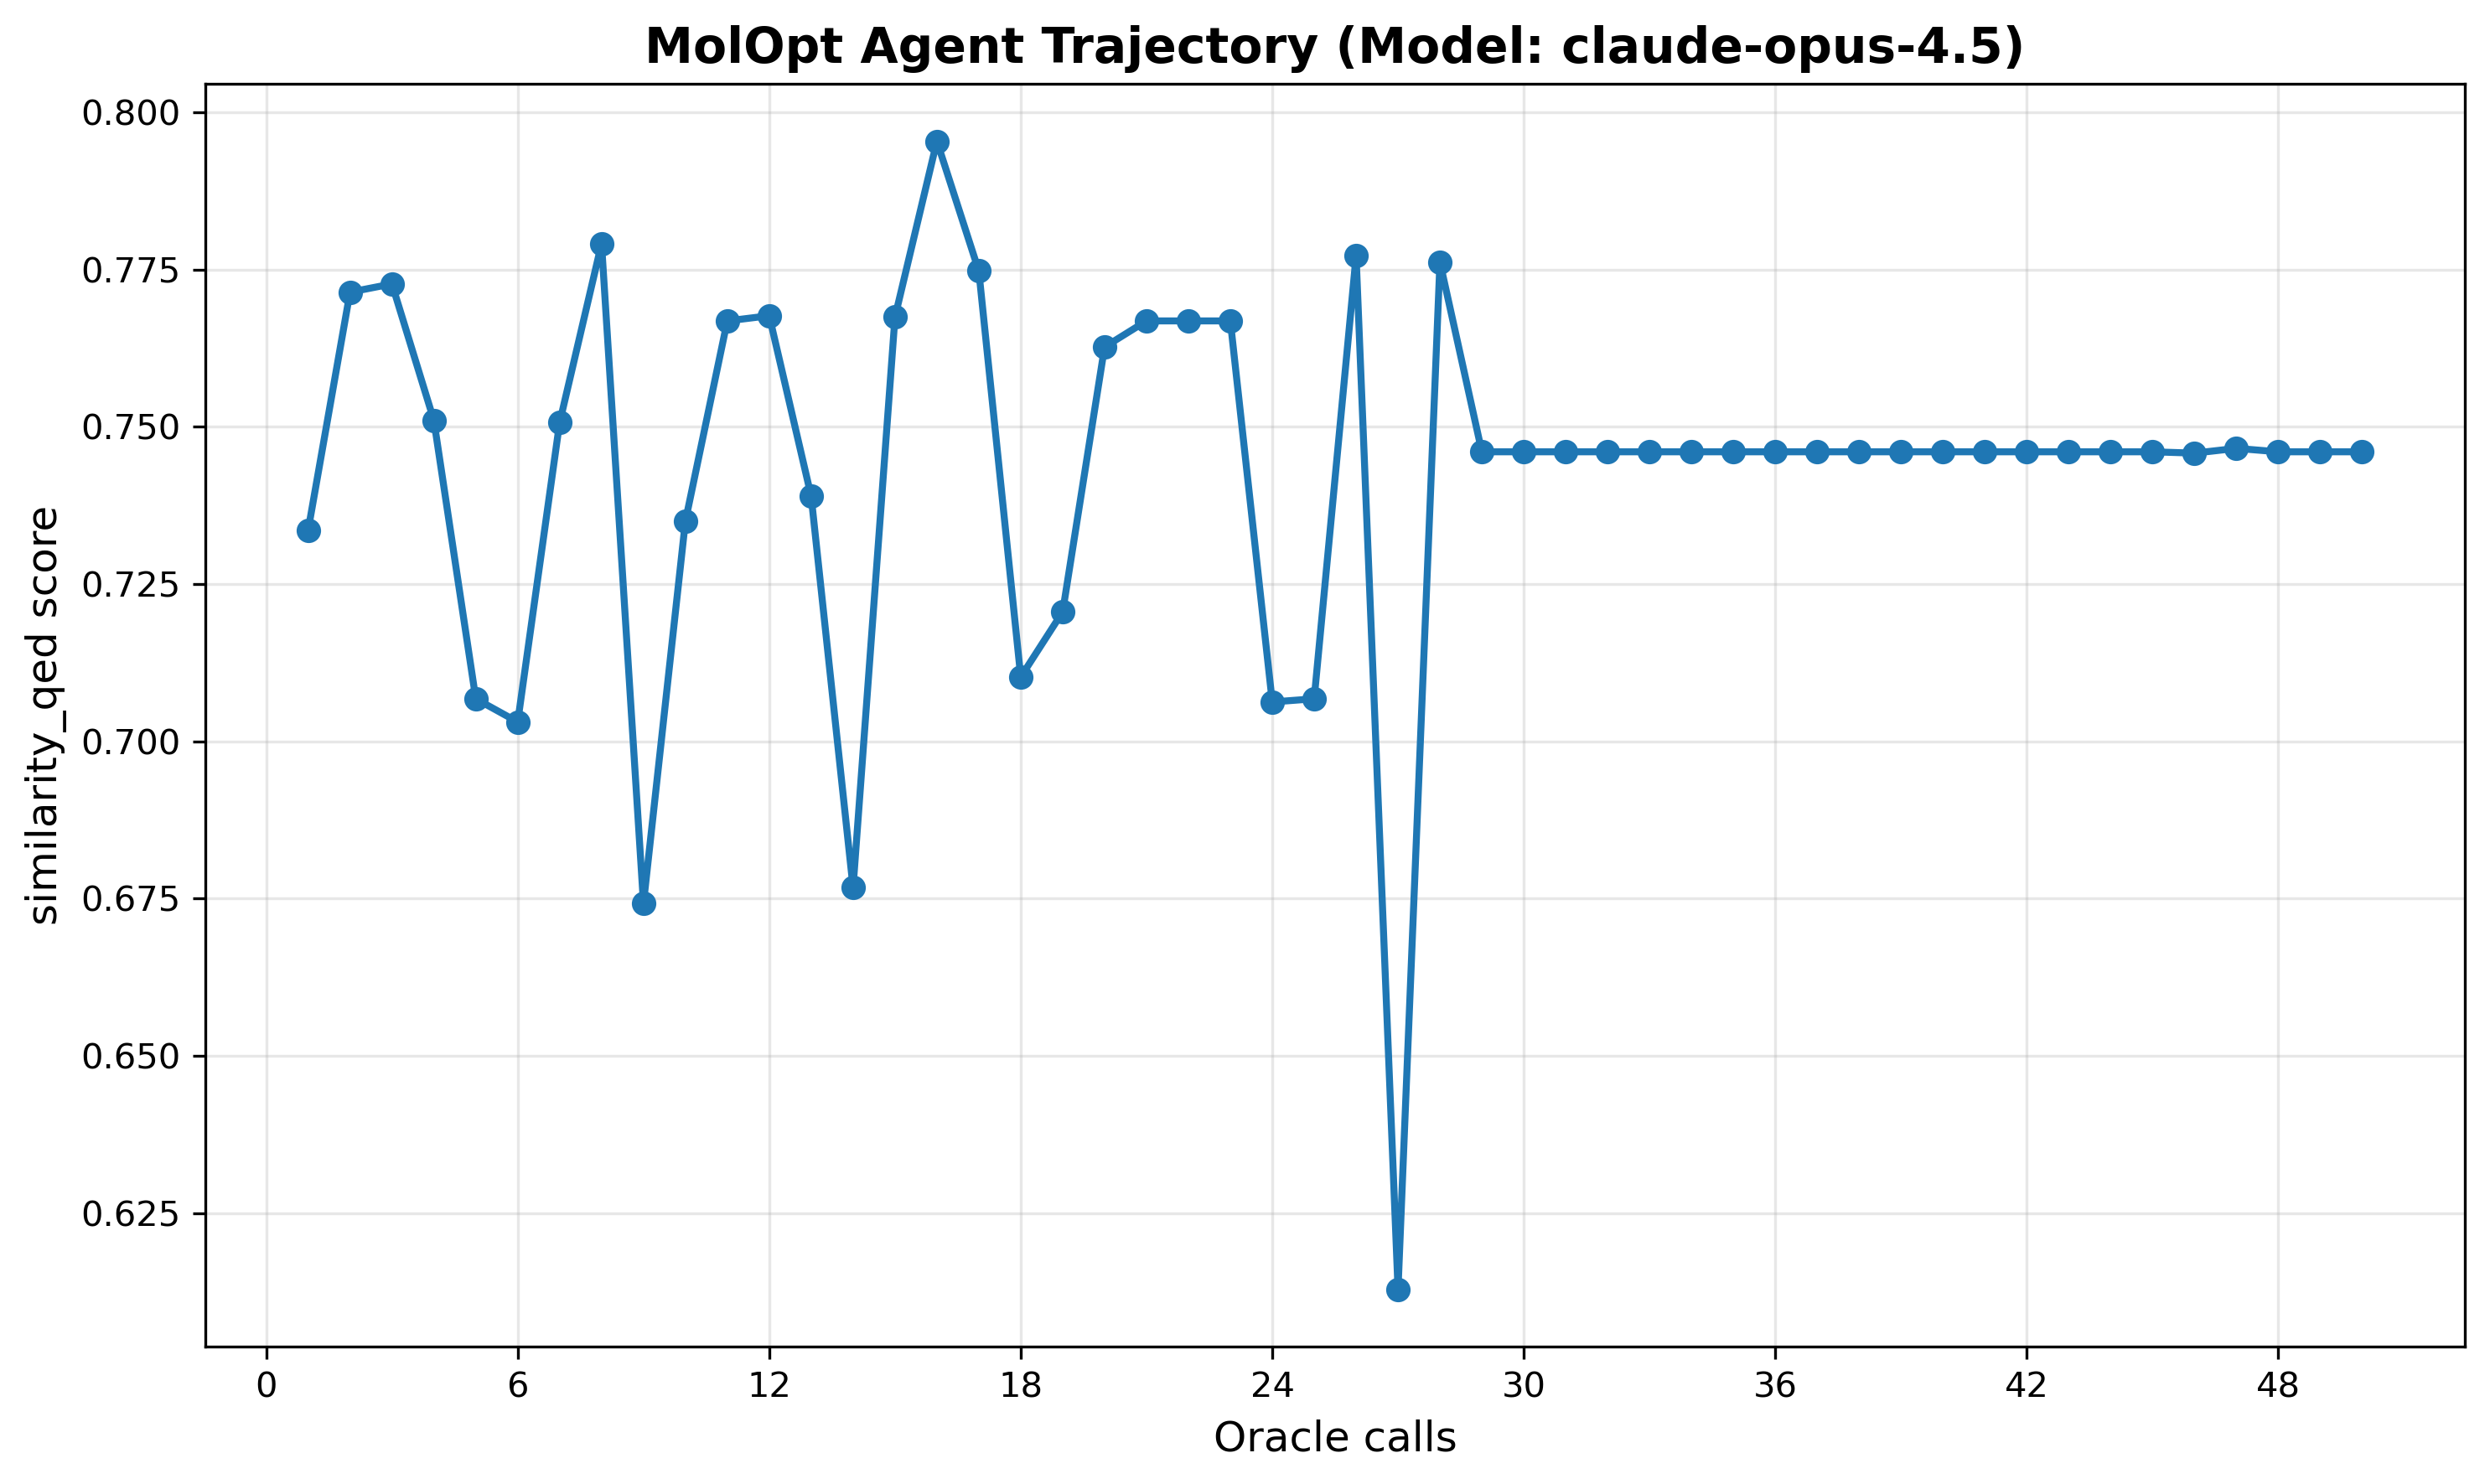 MolOpt Agent Trajectory (Model: claude-opus-4.5)
similarity_qed score
0.800
0.775
0.750
0.725
0.700
0.675
0.650
0.625
0 6 12 18 24 30 36 42 48
Oracle calls